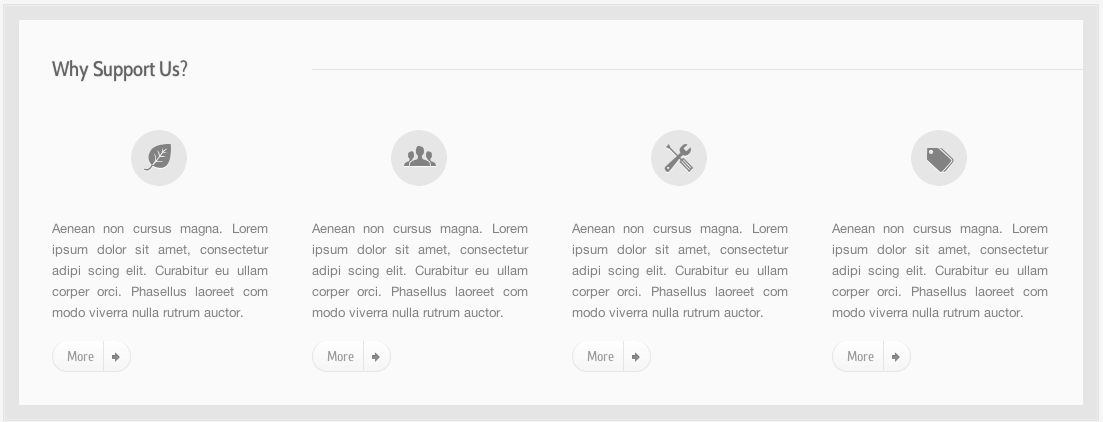 Why Support Us?
Aenean non cursus magna. Lorem
ipsum dolor sit amet, consectetur
adipi scing elit. Curabitur eu ullam
corper orci. Phasellus laoreet com
modo viverra nulla rutrum auctor.
More
Aenean non cursus magna. Lorem
ipsum dolor sit amet, consectetur
adipi scing elit. Curabitur eu ullam
corper orci. Phasellus laoreet com
modo viverra nulla rutrum auctor.
More
Aenean non cursus magna. Lorem
ipsum dolor sit amet, consectetur
adipi scing elit. Curabitur eu ullam
corper orci. Phasellus laoreet com
modo viverra nulla rutrum auctor.
More
Aenean non cursus magna. Lorem
ipsum dolor sit amet, consectetur
adipi scing elit. Curabitur eu ullam
corper orci. Phasellus laoreet com
modo viverra nulla rutrum auctor.
More